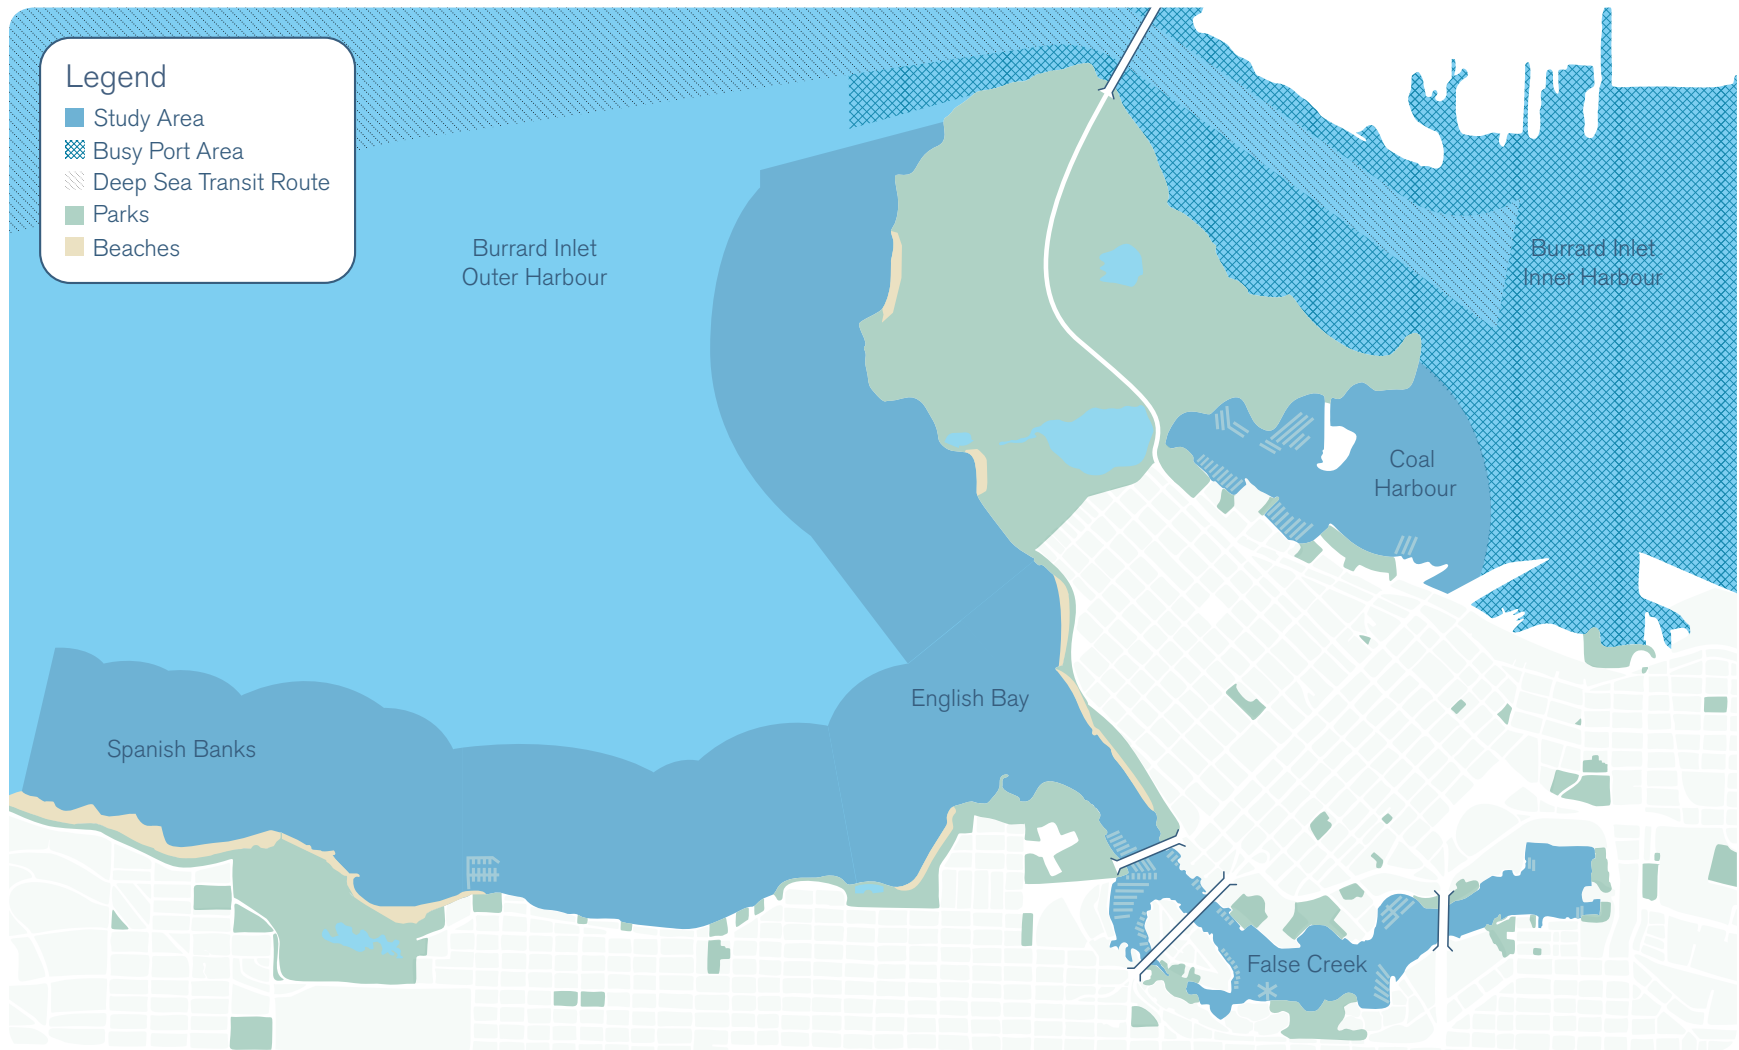 Legend
Study Area
Busy Port Area
Deep Sea Transit Route
Parks
Beaches
Burrard Inlet
Outer Harbour
Burrard Inlet
Inner Harbour
Coal
Harbour
English Bay
Spanish Banks
False Creek